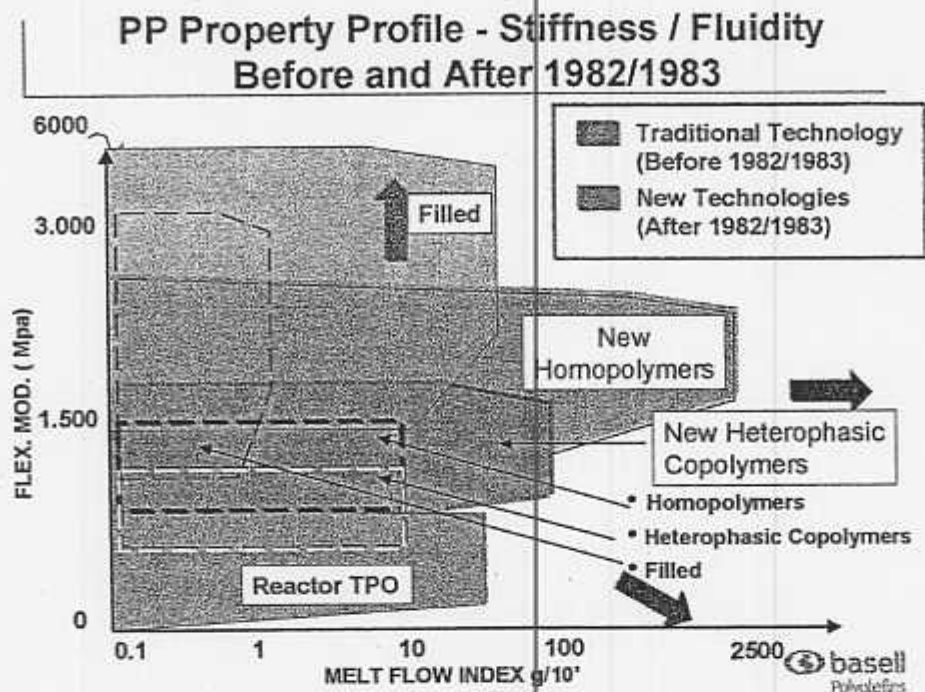 PP Property Profile - Stiffness / Fluidity
Before and After 1982/1983
Traditional Technology
(Before 1982/1983)
New Technologies
(After 1982/1983)
6000
3.000
1.500
0
FLEX. MOD. ( Mpa)
Filled
New
Homopolymers
New Heterophasic
Copolymers
• Homopolymers
• Heterophasic Copolymers
• Filled
Reactor TPO
0.1
1
10
100
2500
MELT FLOW INDEX g/10'
basell
Polyolefins